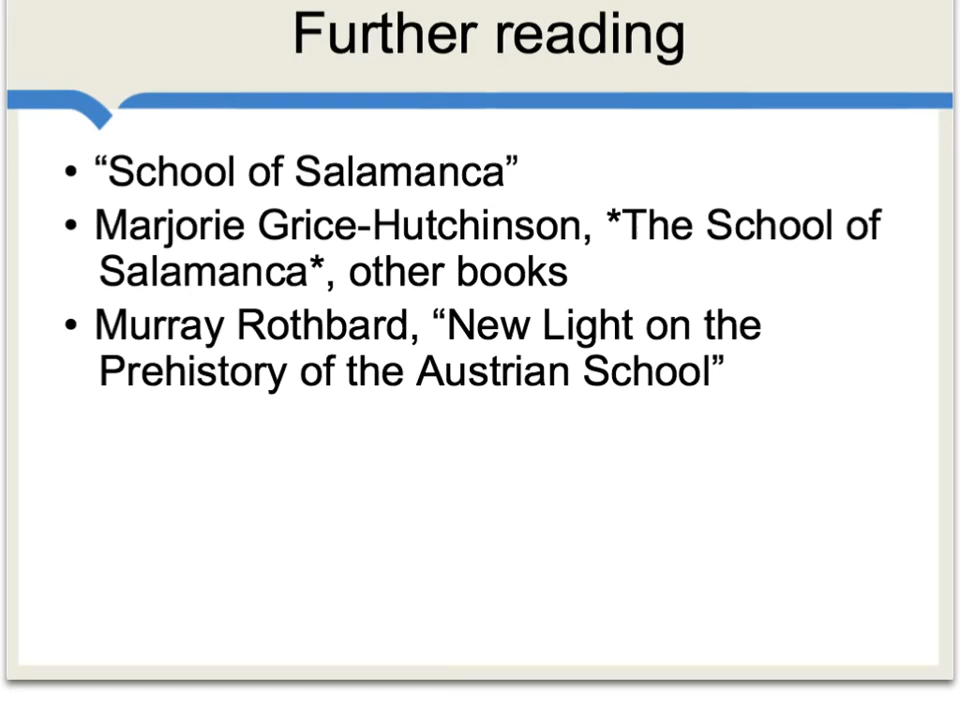 Further reading
• “School of Salamanca”
• Marjorie Grice-Hutchinson, *The School of
Salamanca*, other books
• Murray Rothbard, “New Light on the
Prehistory of the Austrian School”